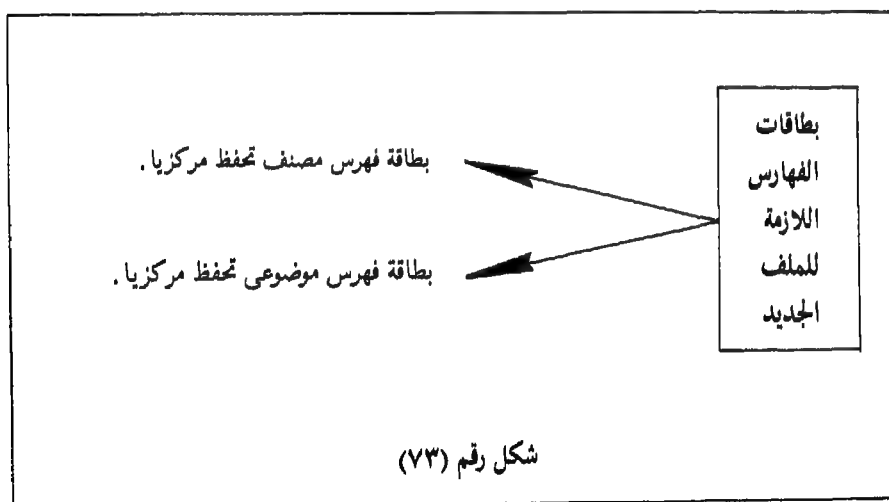 بطاقات
الفهارس
اللازمة
للملف
الجديد
بطاقة فهرس مصنف تحفظ مركزيا .
بطاقة فهرس موضوعى تحفظ مركزيا .
شكل رقم (٧٣)